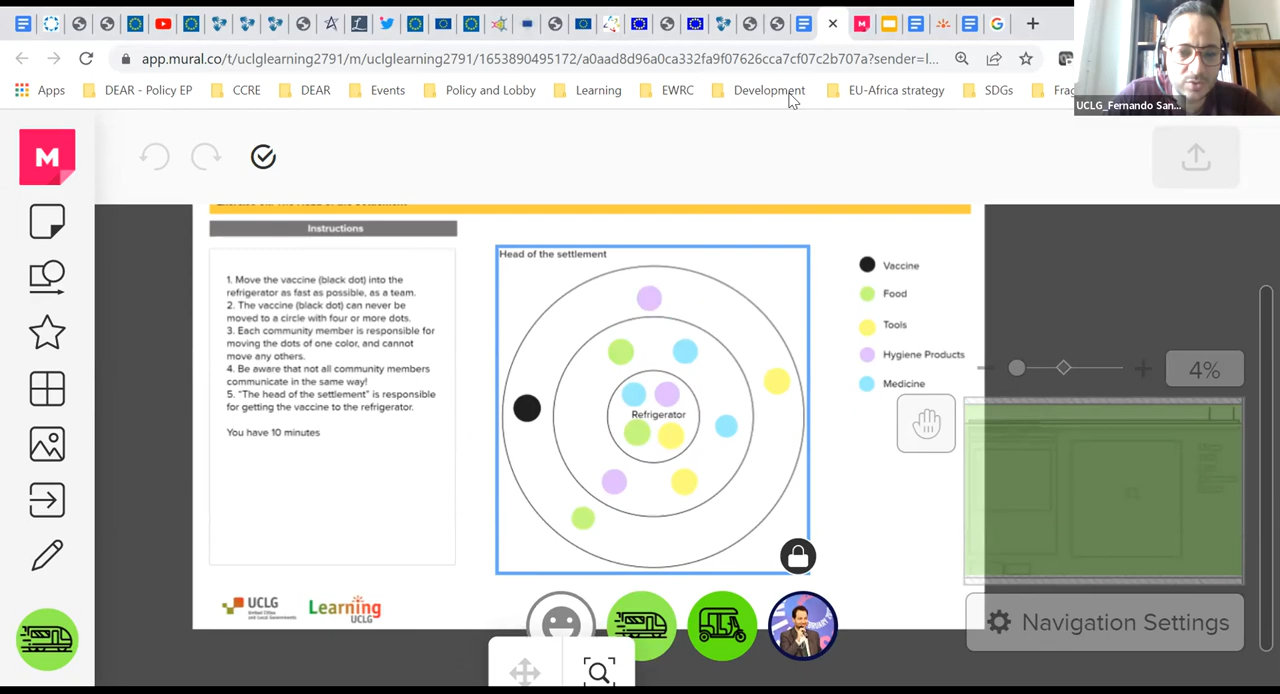 app.mural.co/t/uclglearning2791/m/uclglearning2791/1653890495172/a0aad8d96a0ca332fa9f07626cca7cf07c2b707a?sender=l...
Apps
DEAR - Policy EP
CCRE
DEAR
Events
Policy and Lobby
Learning
EWRC
Development
EU-Africa strategy
SDGs
Frag
UCLG_Fernando San...
M
Instructions
1. Move the vaccine (black dot) into the
refrigerator as fast as possible, as a team.
2. The vaccine (black dot) can never be
moved to a circle with four or more dots.
3. Each community member is responsible for
moving the dots of one color, and cannot
move any others.
4. Be aware that not all community members
communicate in the same way!
5. "The head of the settlement" is responsible
for getting the vaccine to the refrigerator.
You have 10 minutes
Head of the settlement
Refrigerator
Vaccine
Food
Tools
Hygiene Products
Medicine
4%
Navigation Settings
UCLG
United Cities
and Local Governments
Learning
UCLG